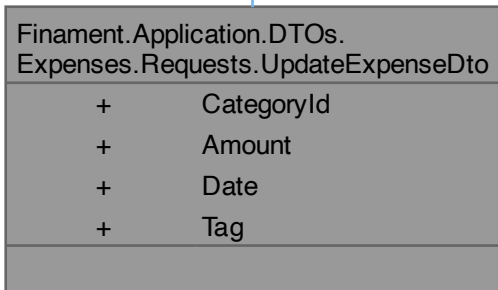 Finament.Application.DTOs.
Expenses.Requests.UpdateExpenseDto
+ CategoryId
+ Amount
+ Date
+ Tag